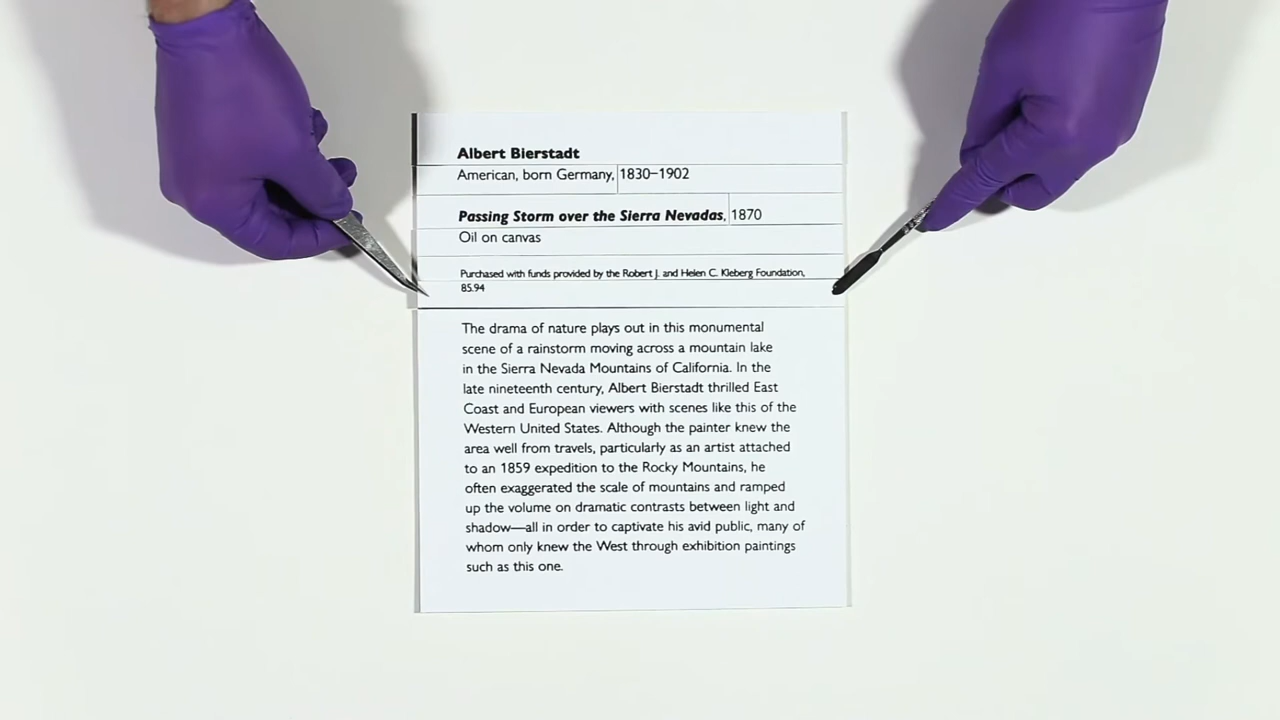 Albert Bierstadt
American, born Germany, 1830–1902
Passing Storm over the Sierra Nevadas, 1870
Oil on canvas
Purchased with funds provided by the Robert J. and Helen C. Kleberg Foundation,
85.94
The drama of nature plays out in this monumental
scene of a rainstorm moving across a mountain lake
in the Sierra Nevada Mountains of California. In the
late nineteenth century, Albert Bierstadt thrilled East
Coast and European viewers with scenes like this of the
Western United States. Although the painter knew the
area well from travels, particularly as an artist attached
to an 1859 expedition to the Rocky Mountains, he
often exaggerated the scale of mountains and ramped
up the volume on dramatic contrasts between light and
shadow—all in order to captivate his avid public, many of
whom only knew the West through exhibition paintings
such as this one.